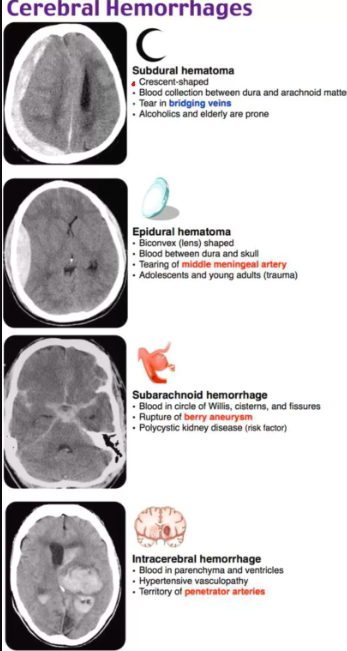 Cerebral Hemorrhages
Subdural hematoma
• Crescent-shaped
• Blood collection between dura and arachnoid matte
• Tear in bridging veins
• Alcoholics and elderly are prone
Epidural hematoma
• Biconvex (lens) shaped
• Blood between dura and skull
• Tearing of middle meningeal artery
• Adolescents and young adults (trauma)
Subarachnoid hemorrhage
• Blood in circle of Willis, cisterns, and fissures
• Rupture of berry aneurysm
• Polycystic kidney disease (risk factor)
Intracerebral hemorrhage
• Blood in parenchyma and ventricles
• Hypertensive vasculopathy
• Territory of penetrator arteries